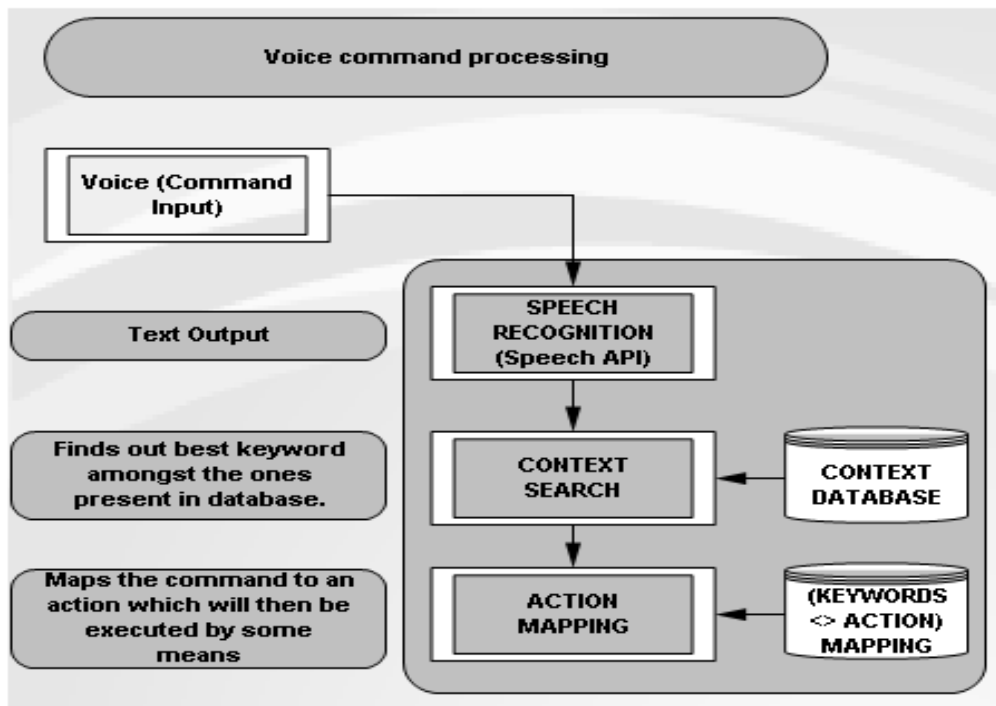 Voice command processing
Voice (Command
Input)
SPEECH
RECOGNITION
(Speech API)
Text Output
Finds out best keyword
amongst the ones
present in database.
CONTEXT
SEARCH
CONTEXT
DATABASE
Maps the command to an
action which will then be
executed by some
means
ACTION
MAPPING
(KEYWORDS
<> ACTION)
MAPPING